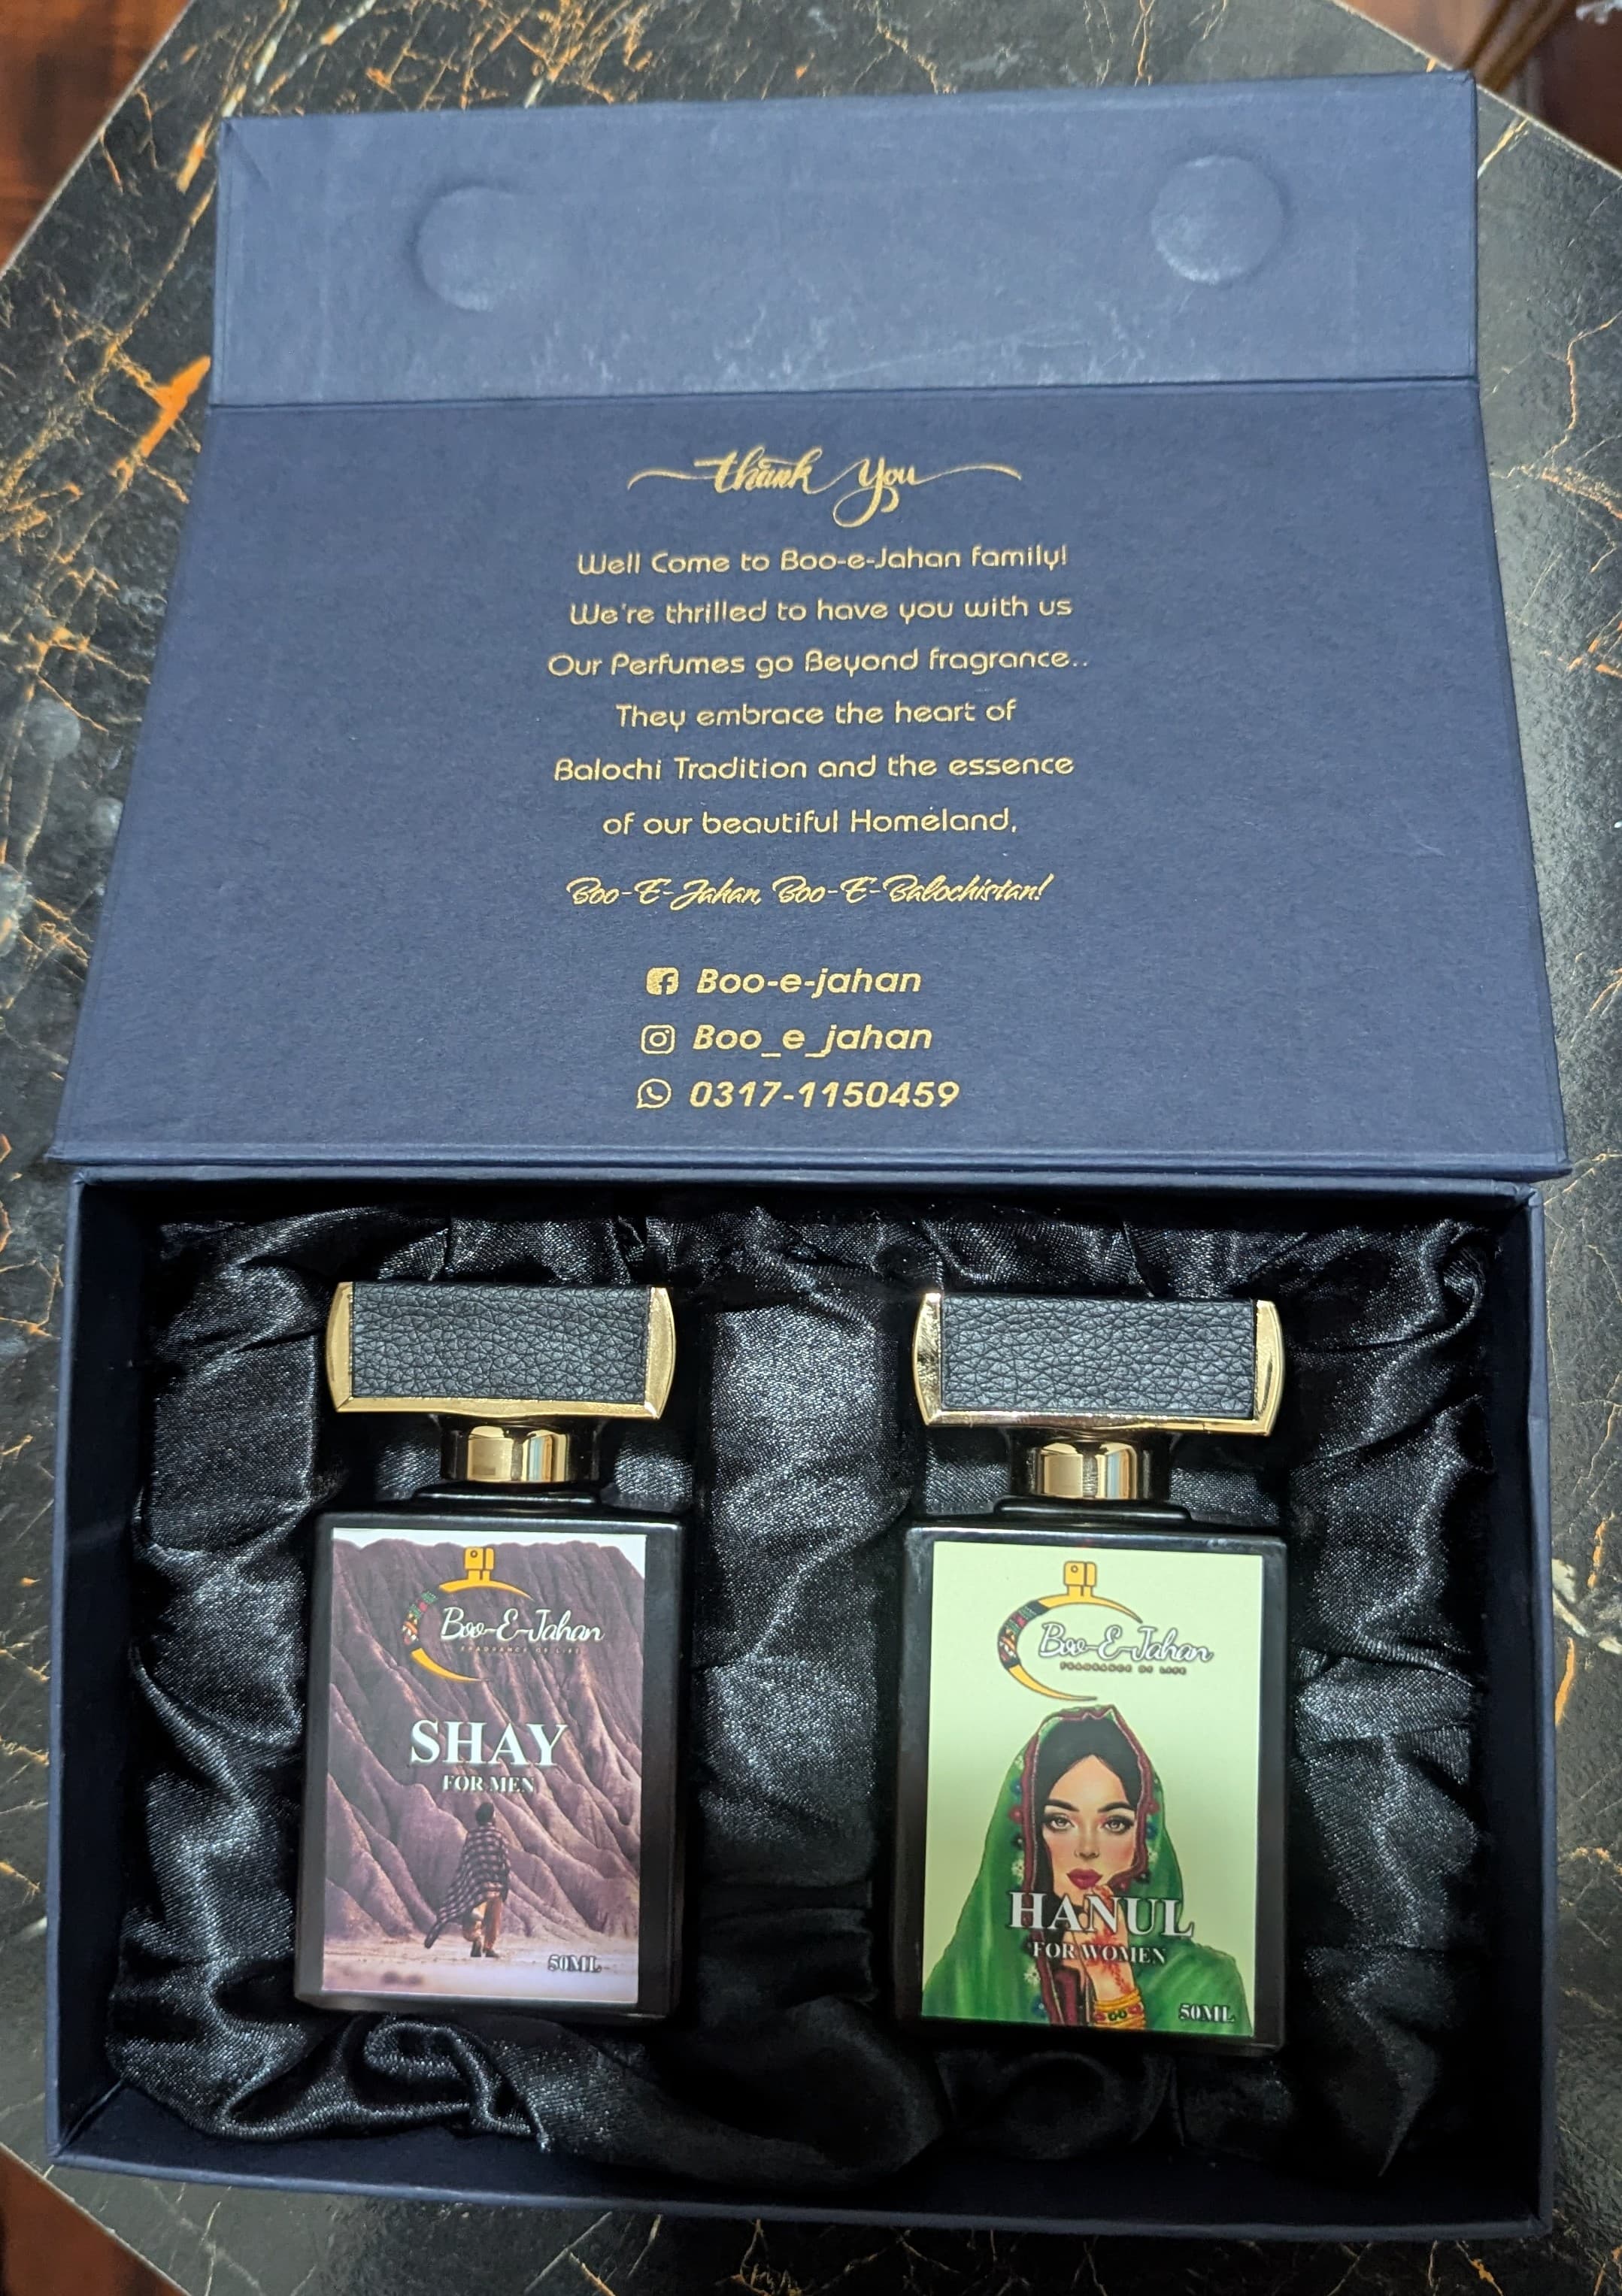 thank you
Well Come to Boo-e-Jahan family!
We're thrilled to have you with us
Our Perfumes go Beyond fragrance..
They embrace the heart of
Balochi Tradition and the essence
of our beautiful Homeland,
Boo-E-Jahan, Boo-E-Balochistan!
Boo-e-jahan
Boo_e_jahan
0317-1150459
Boo-E-Jahan
FRAGRANCE OF LIFE
SHAY
FOR MEN
50ML
Boo-E-Jahan
FRAGRANCE OF LIFE
HANUL
FOR WOMEN
50ML